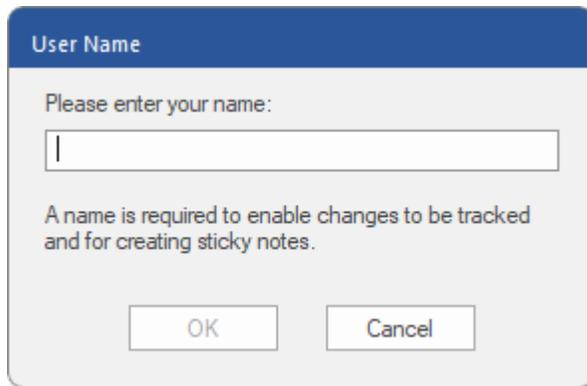 User Name
Please enter your name:
A name is required to enable changes to be tracked
and for creating sticky notes.
OK
Cancel